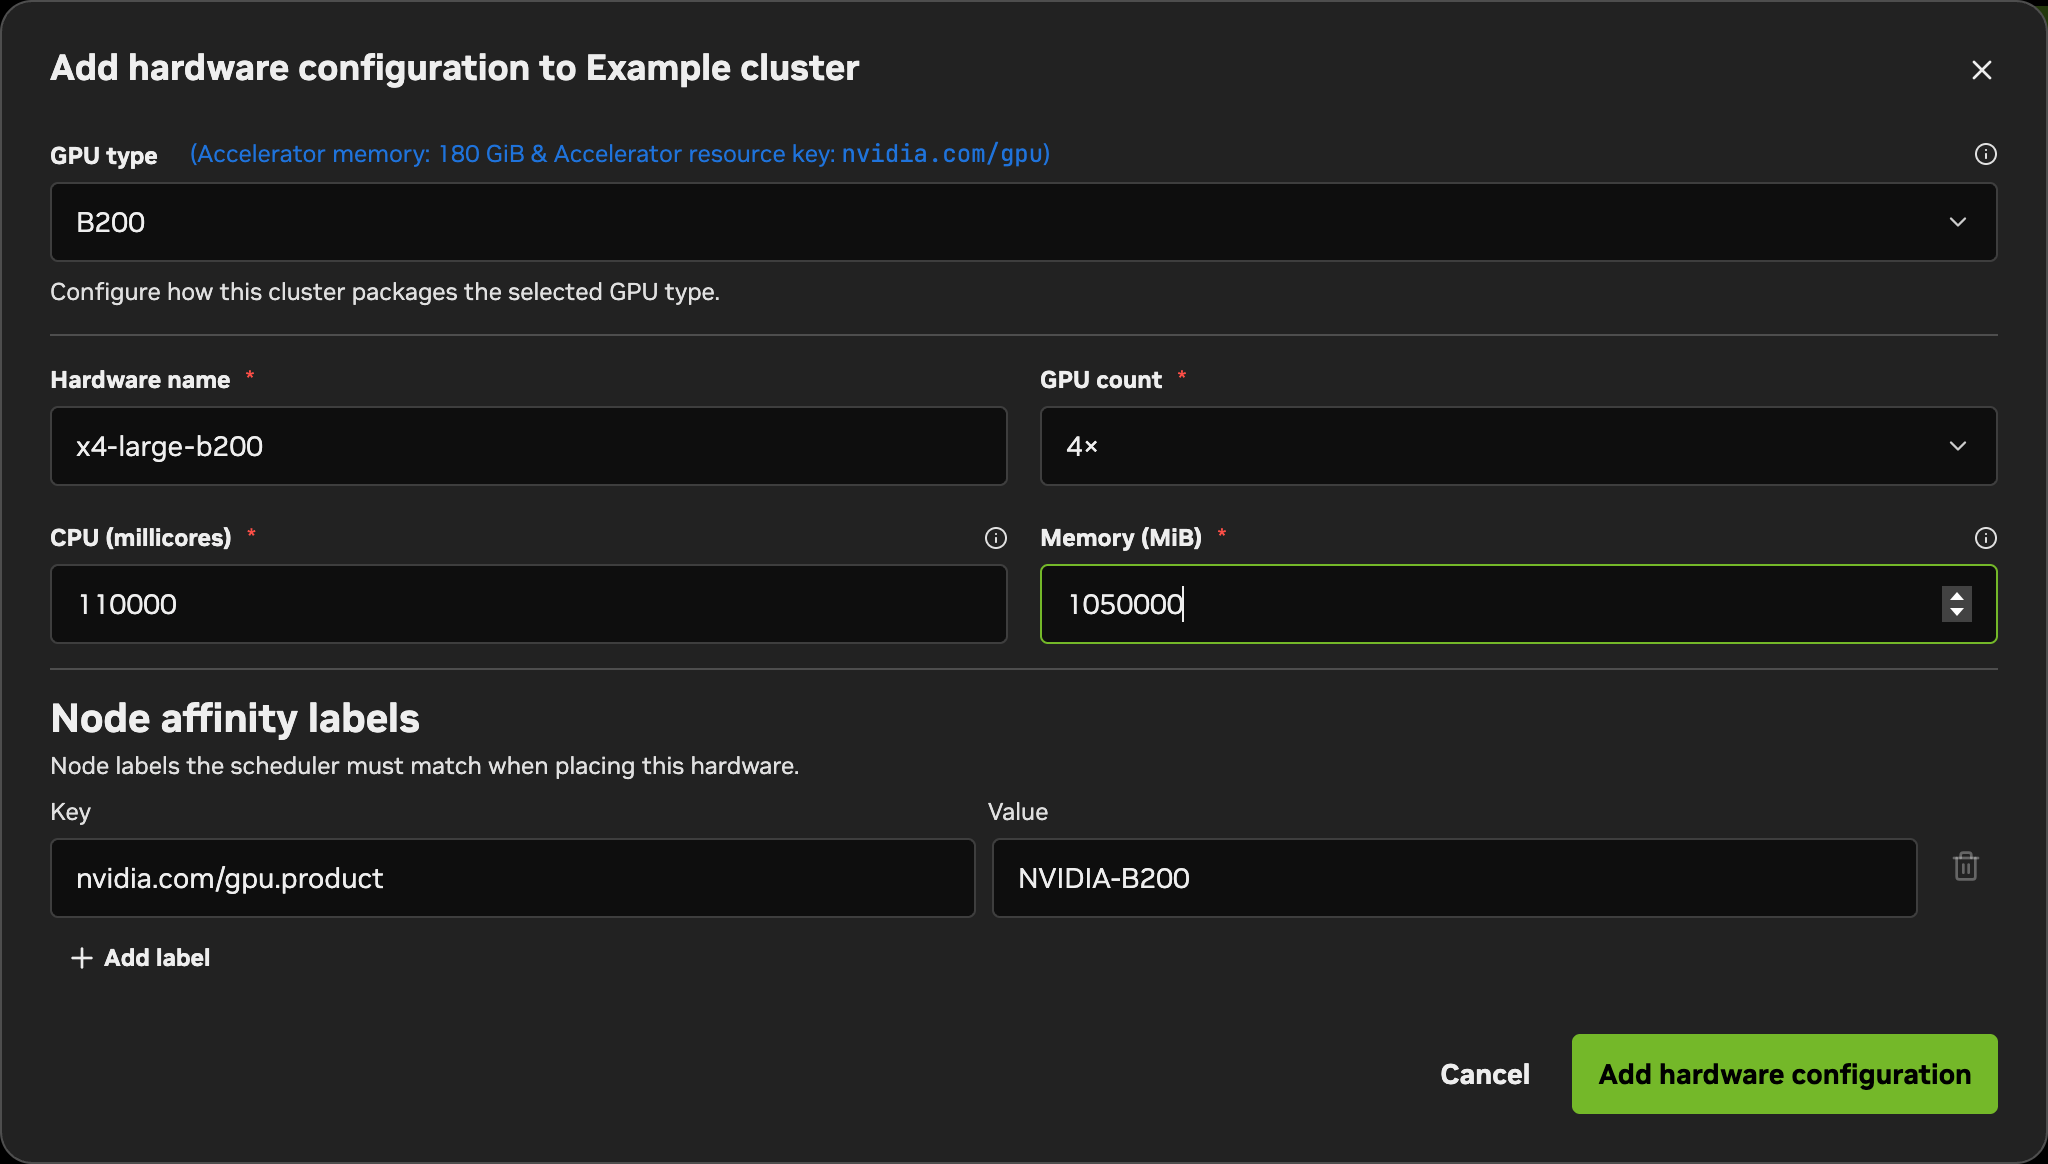 Add hardware configuration to Example cluster
GPU type (Accelerator memory: 180 GiB & Accelerator resource key: nvidia.com/gpu)
B200
Configure how this cluster packages the selected GPU type.
Hardware name * GPU count *
x4-large-b200 4×
CPU (millicores) * Memory (MiB) *
110000 1050000
Node affinity labels
Node labels the scheduler must match when placing this hardware.
Key Value
nvidia.com/gpu.product NVIDIA-B200
+ Add label
Cancel Add hardware configuration